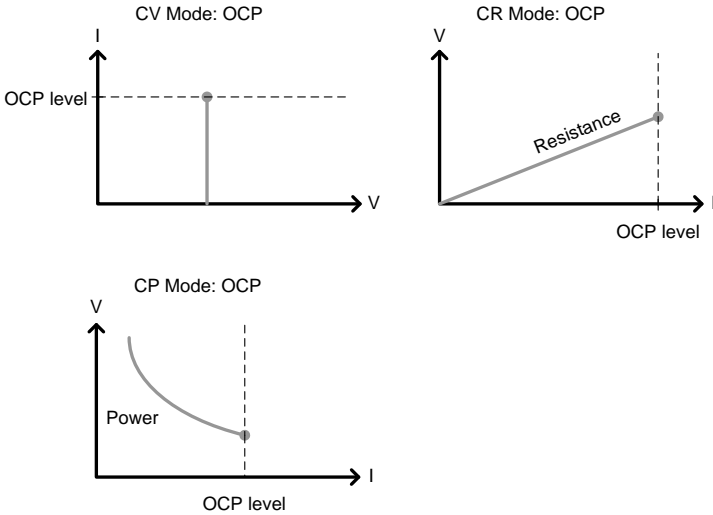 CV Mode: OCP
I
OCP level
V
CR Mode: OCP
V
Resistance
I
OCP level
CP Mode: OCP
V
Power
I
OCP level